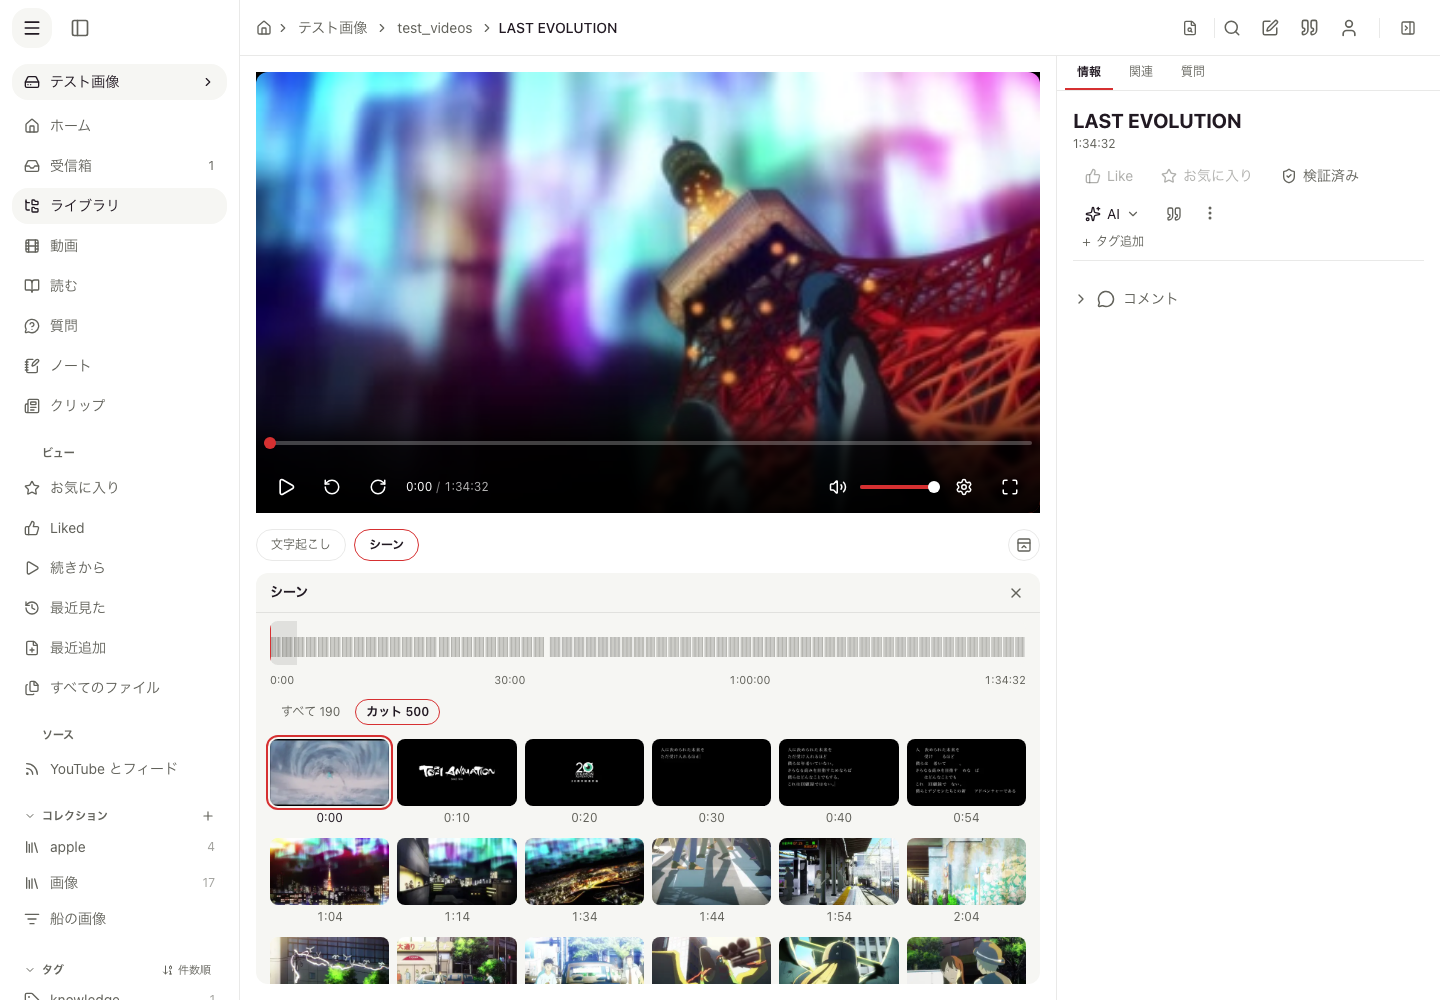 テスト画像
test_videos
LAST EVOLUTION
テスト画像
ホーム
受信箱 1
ライブラリ
動画
読む
質問
ノート
クリップ
ビュー
お気に入り
Liked
続きから
最近見た
最近追加
すべてのファイル
ソース
YouTube とフィード
コレクション
apple 4
画像 17
船の画像
タグ 件数順
knowledge 1
0:00 / 1:34:32
文字起こし シーン
シーン
0:00 30:00 1:00:00 1:34:32
すべて 190 カット 500
TOEI ANIMATION
0:00 0:10 0:20 0:30 0:40 0:54
1:04 1:14 1:34 1:44 1:54 2:04
情報 関連 質問
LAST EVOLUTION
1:34:32
Like お気に入り 検証済み
AI
+ タグ追加
コメント